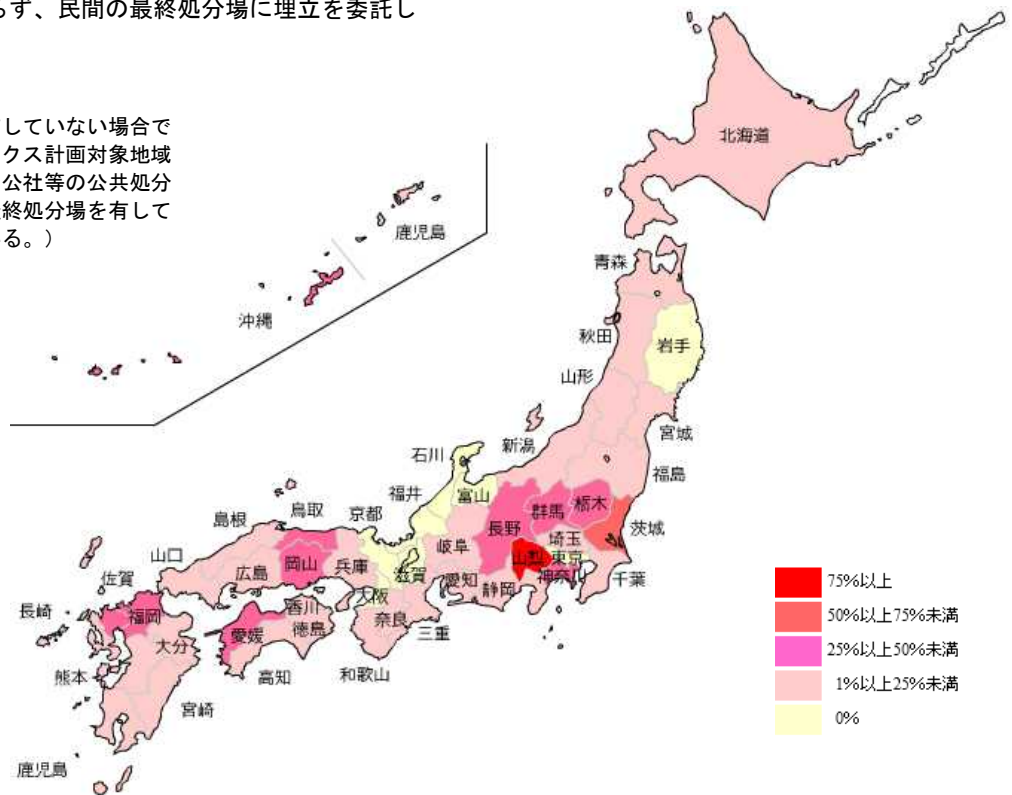 らず、民間の最終処分場に埋立を委託し
していない場合で
クス計画対象地域
公社等の公共処分
終処分場を有して
る。）
北海道
鹿児島
沖縄
青森
秋田
岩手
山形
宮城
新潟
石川
福島
福井
富山
島根
鳥取
京都
長野
群馬
栃木
茨城
岐阜
埼玉
山口
広島
岡山
兵庫
滋賀
山梨
東京
佐賀
愛知
静岡
神奈川
千葉
長崎
福岡
香川
大阪
奈良
大分
愛媛
徳島
三重
熊本
高知
和歌山
宮崎
鹿児島
75%以上
50%以上75%未満
25%以上50%未満
1%以上25%未満
0%